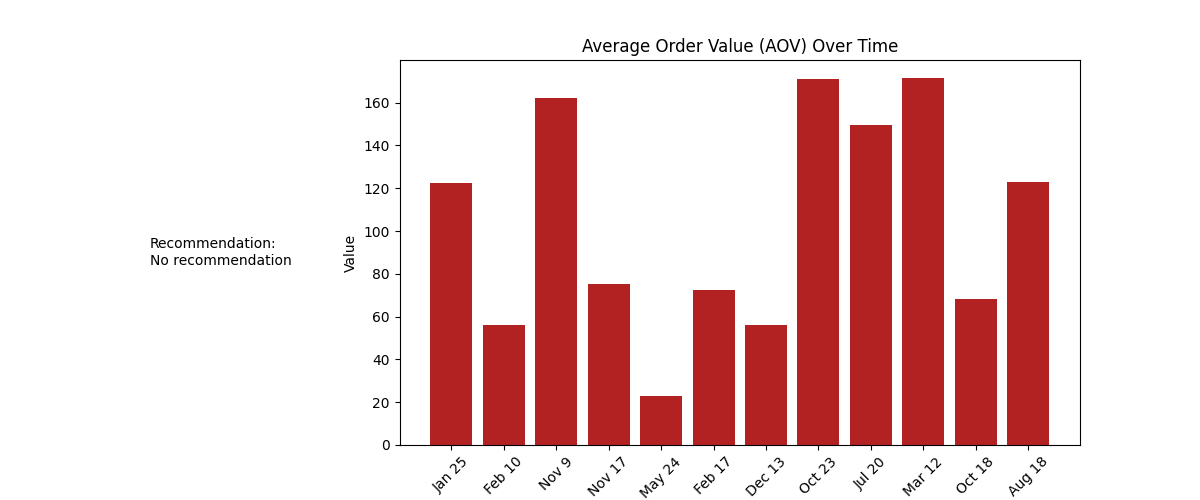 Average Order Value (AOV) Over Time
Recommendation:
No recommendation
Value
160
140
120
100
80
60
40
20
0
Jan 25
Feb 10
Nov 9
Nov 17
May 24
Feb 17
Dec 13
Oct 23
Jul 20
Mar 12
Oct 18
Aug 18